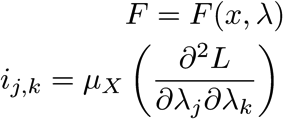 F = F(x, λ)
i_{j,k} = μ_X (∂²L / ∂λ_j ∂λ_k)